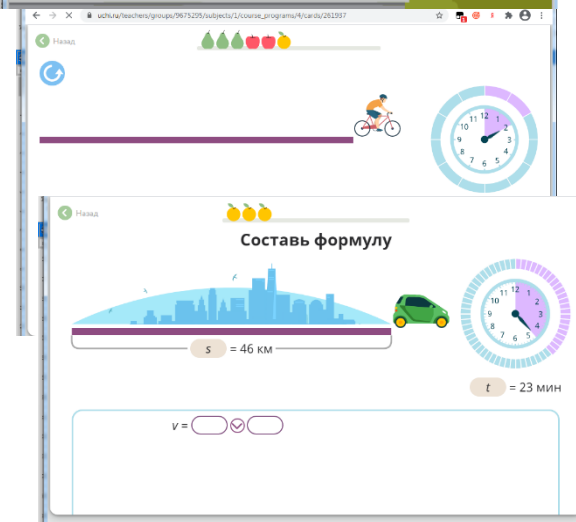 uchi.ru/teachers/groups/9675295/subjects/1/course_programs/4/cards/261937
Назад
12 1 2 3 4 5 6 7 8 9 10 11
Назад
Составь формулу
12 1 2 3 4 5 6 7 8 9 10 11
s = 46 км
t = 23 мин
v =